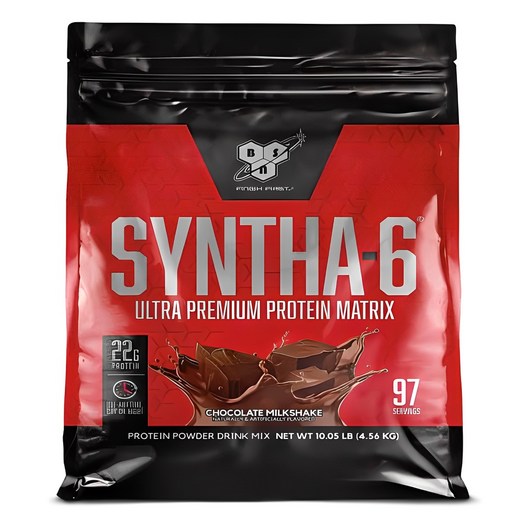 BSN
FINISH FIRST.
SYNTHA-6®
ULTRA PREMIUM PROTEIN MATRIX
22G
PROTEIN
97
SERVINGS
CHOCOLATE MILKSHAKE
NATURALLY & ARTIFICIALLY FLAVORED
PROTEIN POWDER DRINK MIX NET WT 10.05 LB (4.56 KG)